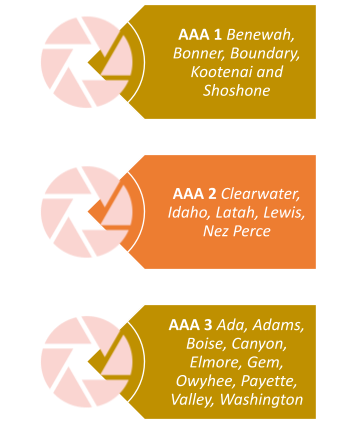 AAA 1 Benewah,
Bonner, Boundary,
Kootenai and
Shoshone
AAA 2 Clearwater,
Idaho, Latah, Lewis,
Nez Perce
AAA 3 Ada, Adams,
Boise, Canyon,
Elmore, Gem,
Owyhee, Payette,
Valley, Washington